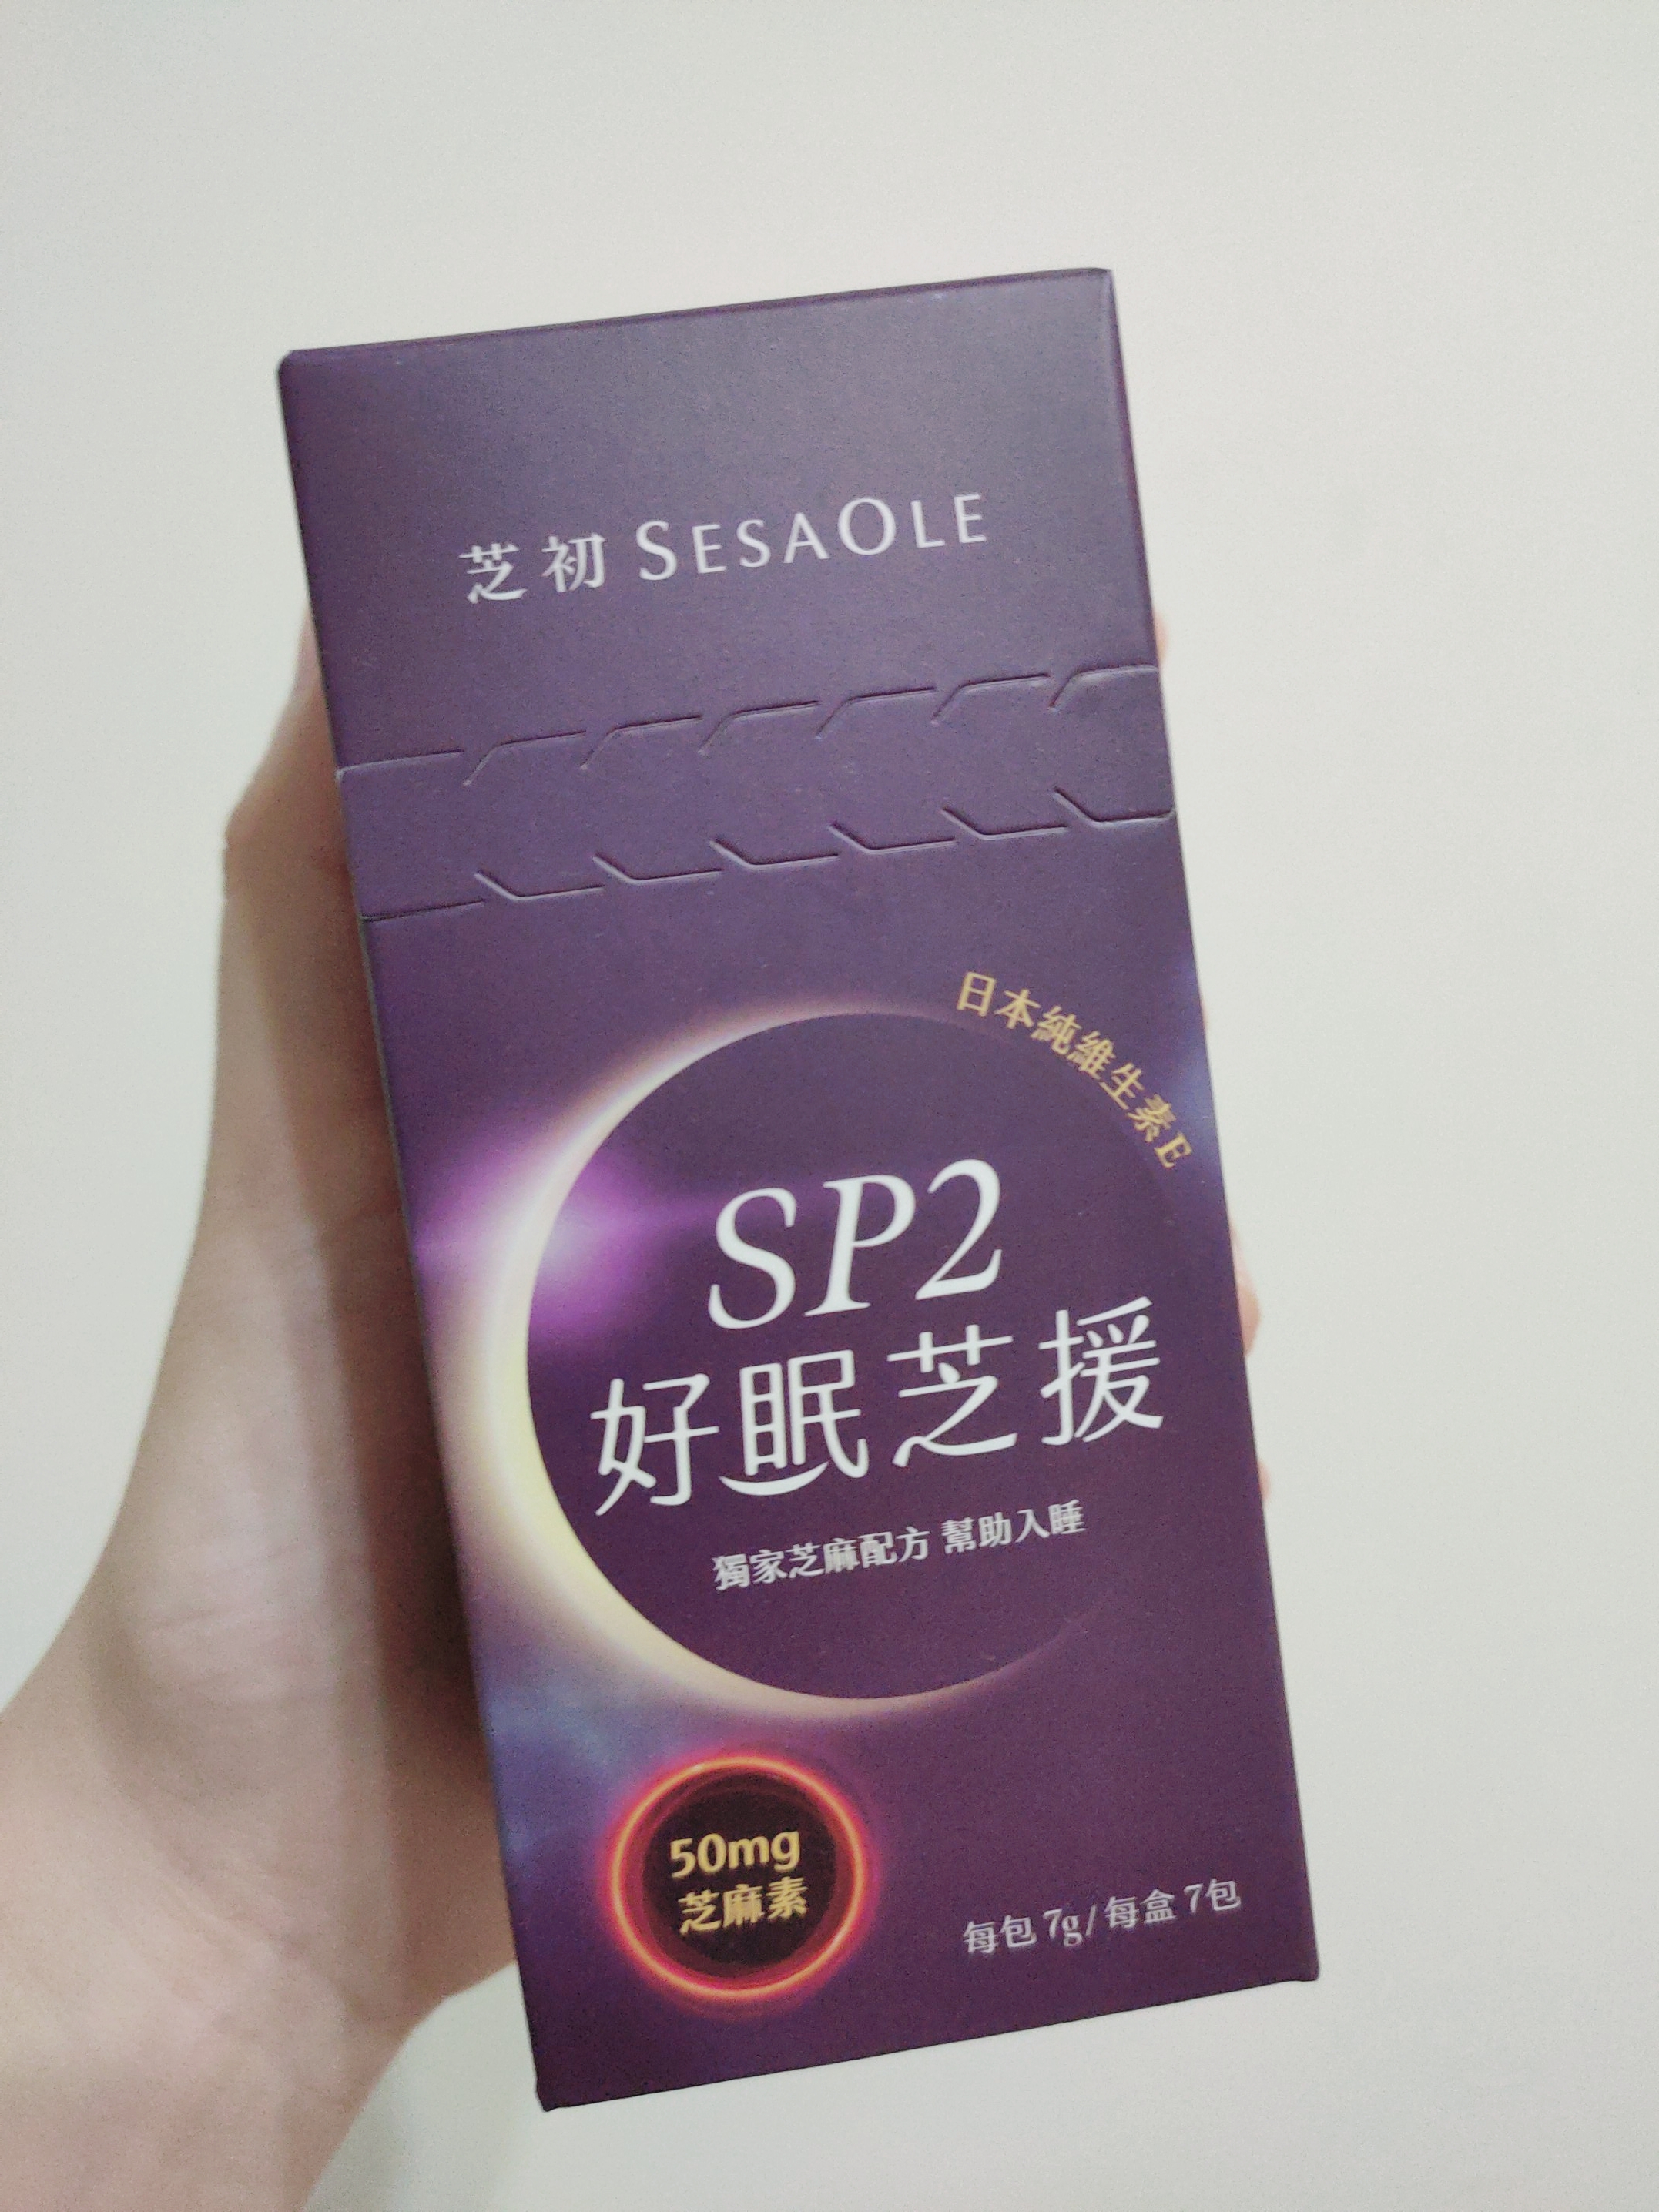 芝初 SESAOLE
日本純維生素E
SP2
好眠芝援
獨家芝麻配方 幫助入睡
50mg
芝麻素
每包 7g/每盒 7包